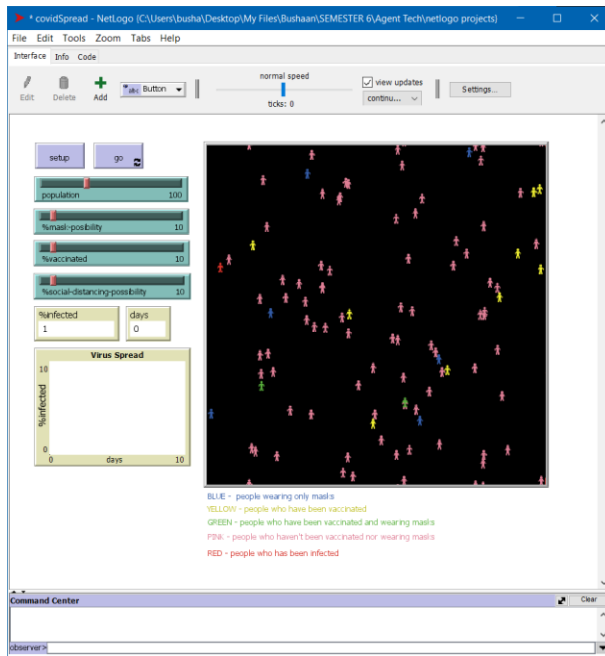 * covidSpread - NetLogo {C:\Users\busha\Desktop\My Files\Bushaan\SEMESTER 6\Agent Tech\netlogo projects}
File Edit Tools Zoom Tabs Help
Interface Info Code
Edit Delete Add abc Button normal speed ticks: 0 view updates continu... Settings...
setup go
population 100
%mask-posibility 10
%vaccinated 10
%social-distancing-possibility 10
%infected days
1 0
Virus Spread
10
%infected
0
0 days 10
BLUE - people wearing only masks
YELLOW - people who have been vaccinated
GREEN - people who have been vaccinated and wearing masks
PINK - people who haven't been vaccinated nor wearing masks
RED - people who has been infected
Command Center Clear
observer>